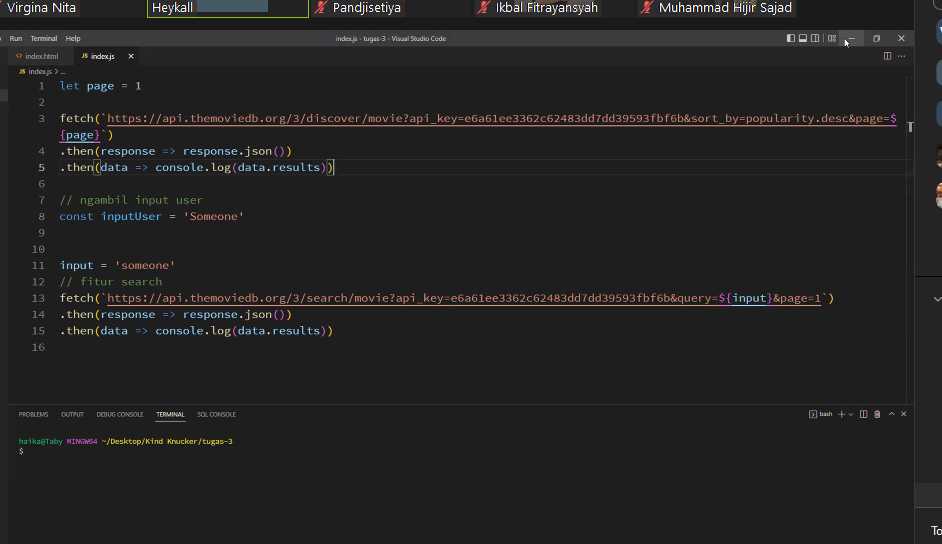 Virgina Nita
Heykall
Pandjisetiya
Ikbal Fitrayansyah
Muhammad Hijir Sajad
Run Terminal Help
index.js - tugas-3 - Visual Studio Code
<> index.html
JS index.js ×
JS index.js > ...
1 let page = 1
2
3 fetch(`https://api.themoviedb.org/3/discover/movie?api_key=e6a61ee3362c62483dd7dd39593fbf6b&sort_by=popularity.desc&page=$
{page}`)
4 .then(response => response.json())
5 .then(data => console.log(data.results))
6
7 // ngambil input user
8 const inputUser = 'Someone'
9
10
11 input = 'someone'
12 // fitur search
13 fetch(`https://api.themoviedb.org/3/search/movie?api_key=e6a61ee3362c62483dd7dd39593fbf6b&query=${input}&page=1`)
14 .then(response => response.json())
15 .then(data => console.log(data.results))
16
PROBLEMS OUTPUT DEBUG CONSOLE TERMINAL SQL CONSOLE
bash
haika@Taby MINGW64 ~/Desktop/Kind Knucker/tugas-3
$
To